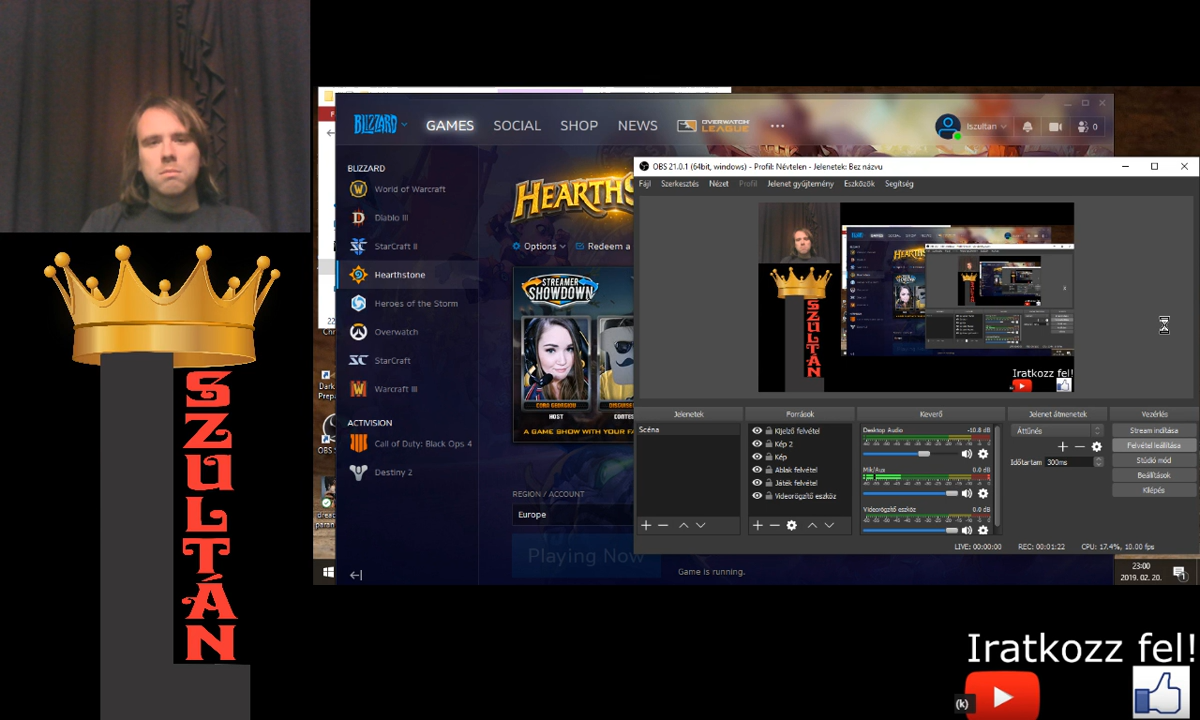 BLIZZARD
GAMES
SOCIAL
SHOP
NEWS
OVERWATCH
LEAGUE
lszultan
0
BLIZZARD
World of Warcraft
Diablo III
StarCraft II
Hearthstone
Heroes of the Storm
Overwatch
StarCraft
Warcraft III
ACTIVISION
Call of Duty: Black Ops 4
Destiny 2
HEARTHS
Options
Redeem a
STREAMER
SHOWDOWN
HOST
A GAME SHOW WITH YOUR FA
REGION / ACCOUNT
Europe
Playing Now
Game is running.
OBS 21.0.1 (64bit, windows) - Profil: Névtelen - Jelenetek: Bez názvu
Fájl
Szerkesztés
Nézet
Profil
Jelenet gyűjtemény
Eszközök
Segítség
Iratkozz fel!
SZULTÁN
Jelenetek
Scéna
Források
Kijelző felvétel
Kép 2
Kép
Ablak felvétel
Játék felvétel
Videorögzítő eszköz
Keverő
Desktop Audio
-10.8 dB
Mik/Aux
0.0 dB
Videorögzítő eszköz
0.0 dB
Jelenet átmenetek
Áttűnés
Időtartam
300ms
Vezérlés
Stream indítása
Felvétel leállítása
Stúdió mód
Beállítások
Kilépés
LIVE: 00:00:00
REC: 00:01:22
CPU: 17.4%, 10.00 fps
23:00
2019. 02. 20.
SZULTÁN
Iratkozz fel!
(k)